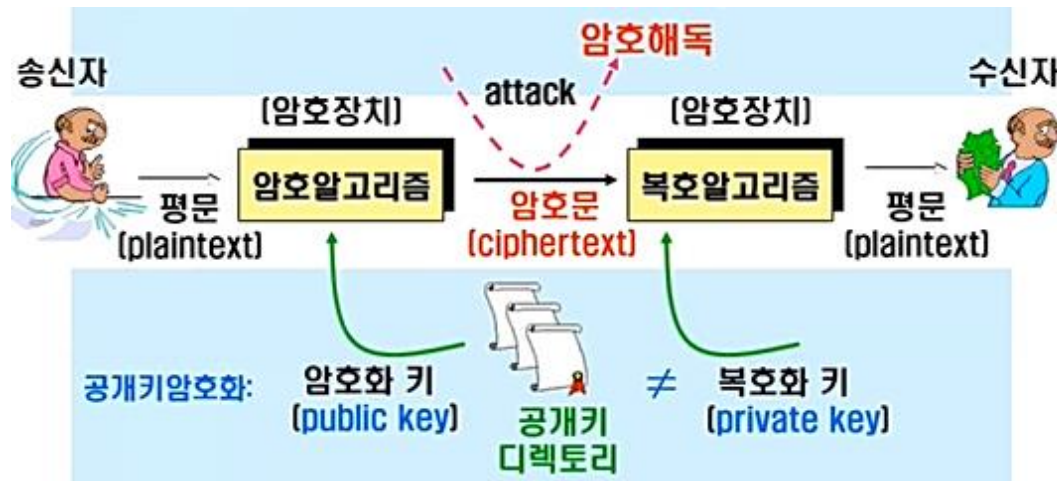 암호해독
송신자
수신자
attack
(암호장치)
(암호장치)
암호알고리즘
복호알고리즘
평문
(plaintext)
암호문
(ciphertext)
평문
(plaintext)
공개키암호화:
암호화 키
(public key)
≠
복호화 키
(private key)
공개키
디렉토리